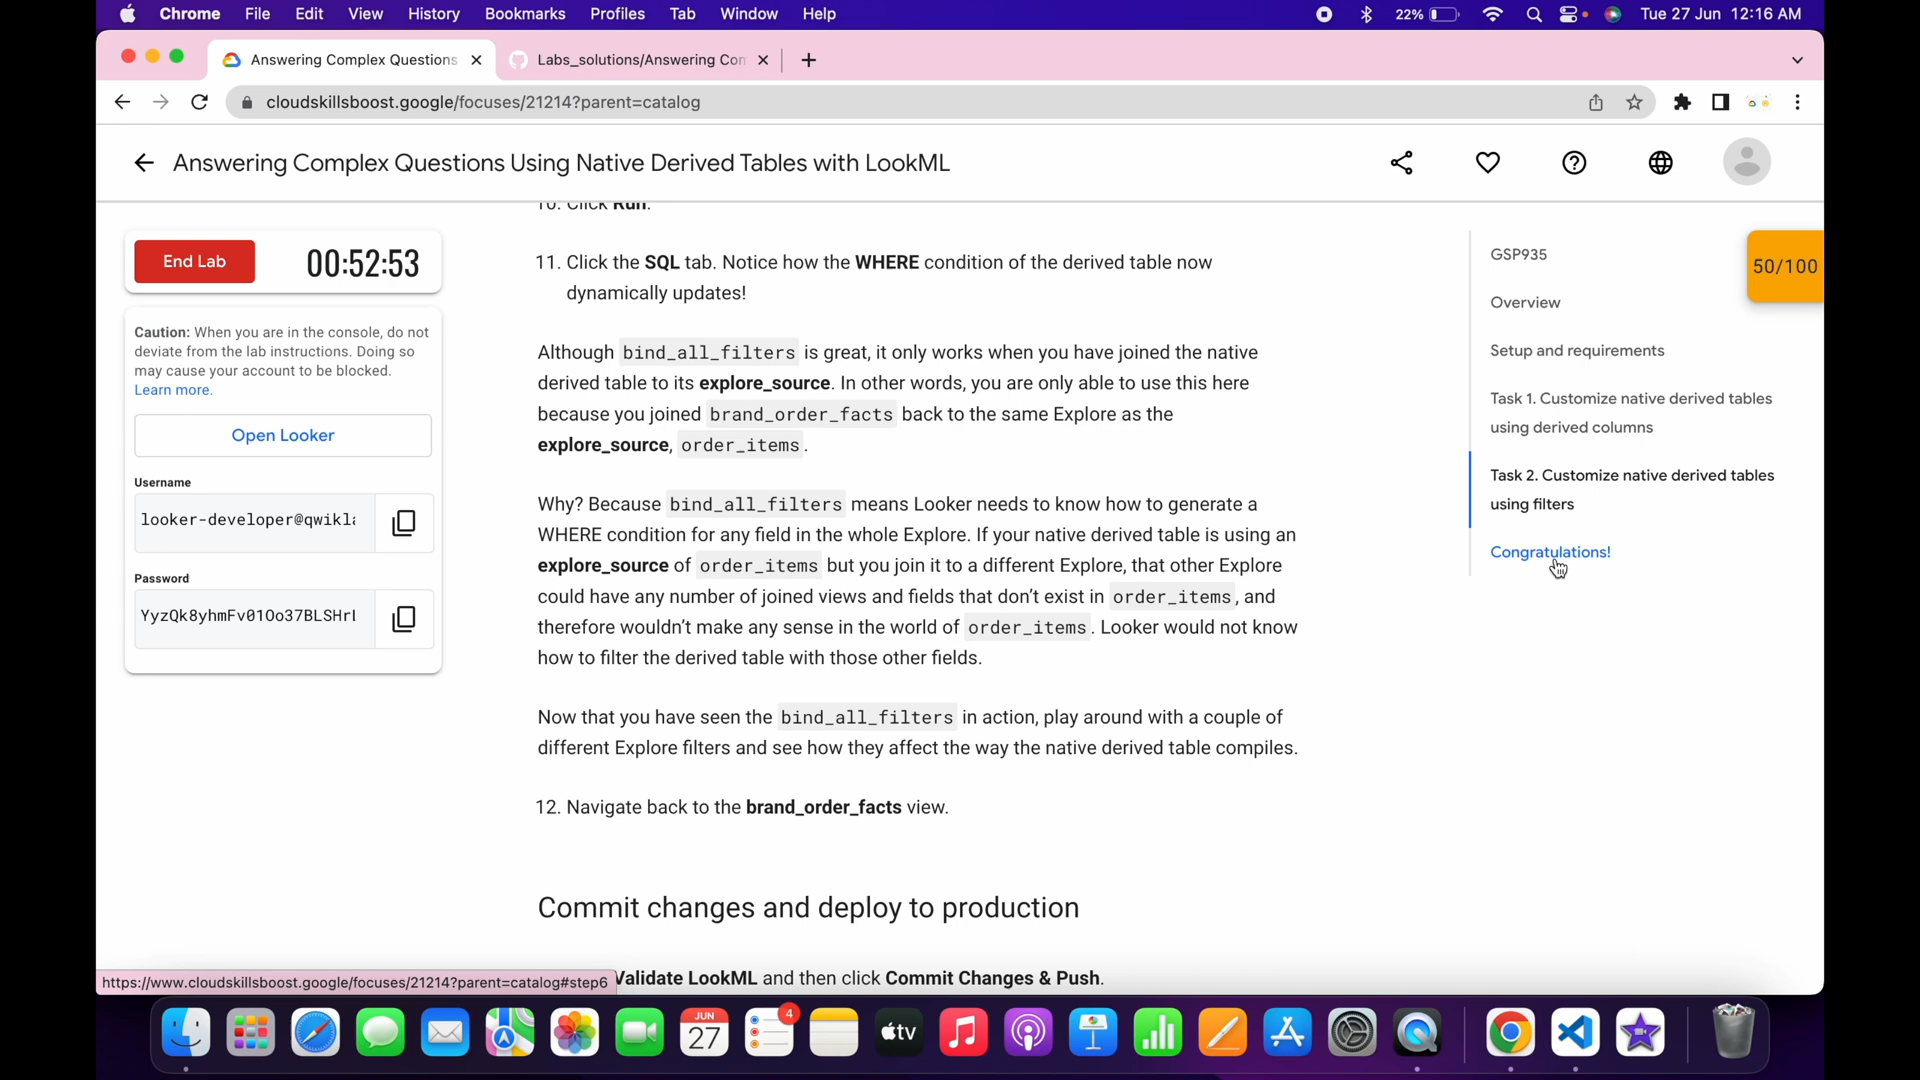 Chrome File Edit View History Bookmarks Profiles Tab Window Help 22% Tue 27 Jun 12:16 AM
Answering Complex Questions Labs_solutions/Answering Com
cloudskillsboost.google/focuses/21214?parent=catalog
Answering Complex Questions Using Native Derived Tables with LookML
End Lab 00:52:53
Caution: When you are in the console, do not
deviate from the lab instructions. Doing so
may cause your account to be blocked.
Learn more.
Open Looker
Username
looker-developer@qwikla
Password
YyzQk8yhmFv01Oo37BLSHrl
10. Click Run.
11. Click the SQL tab. Notice how the WHERE condition of the derived table now
dynamically updates!
Although bind_all_filters is great, it only works when you have joined the native
derived table to its explore_source. In other words, you are only able to use this here
because you joined brand_order_facts back to the same Explore as the
explore_source, order_items.
Why? Because bind_all_filters means Looker needs to know how to generate a
WHERE condition for any field in the whole Explore. If your native derived table is using an
explore_source of order_items but you join it to a different Explore, that other Explore
could have any number of joined views and fields that don't exist in order_items, and
therefore wouldn't make any sense in the world of order_items. Looker would not know
how to filter the derived table with those other fields.
Now that you have seen the bind_all_filters in action, play around with a couple of
different Explore filters and see how they affect the way the native derived table compiles.
12. Navigate back to the brand_order_facts view.
Commit changes and deploy to production
Validate LookML and then click Commit Changes & Push.
GSP935
Overview
Setup and requirements
Task 1. Customize native derived tables
using derived columns
Task 2. Customize native derived tables
using filters
Congratulations!
50/100
https://www.cloudskillsboost.google/focuses/21214?parent=catalog#step6
JUN
27
4
tv